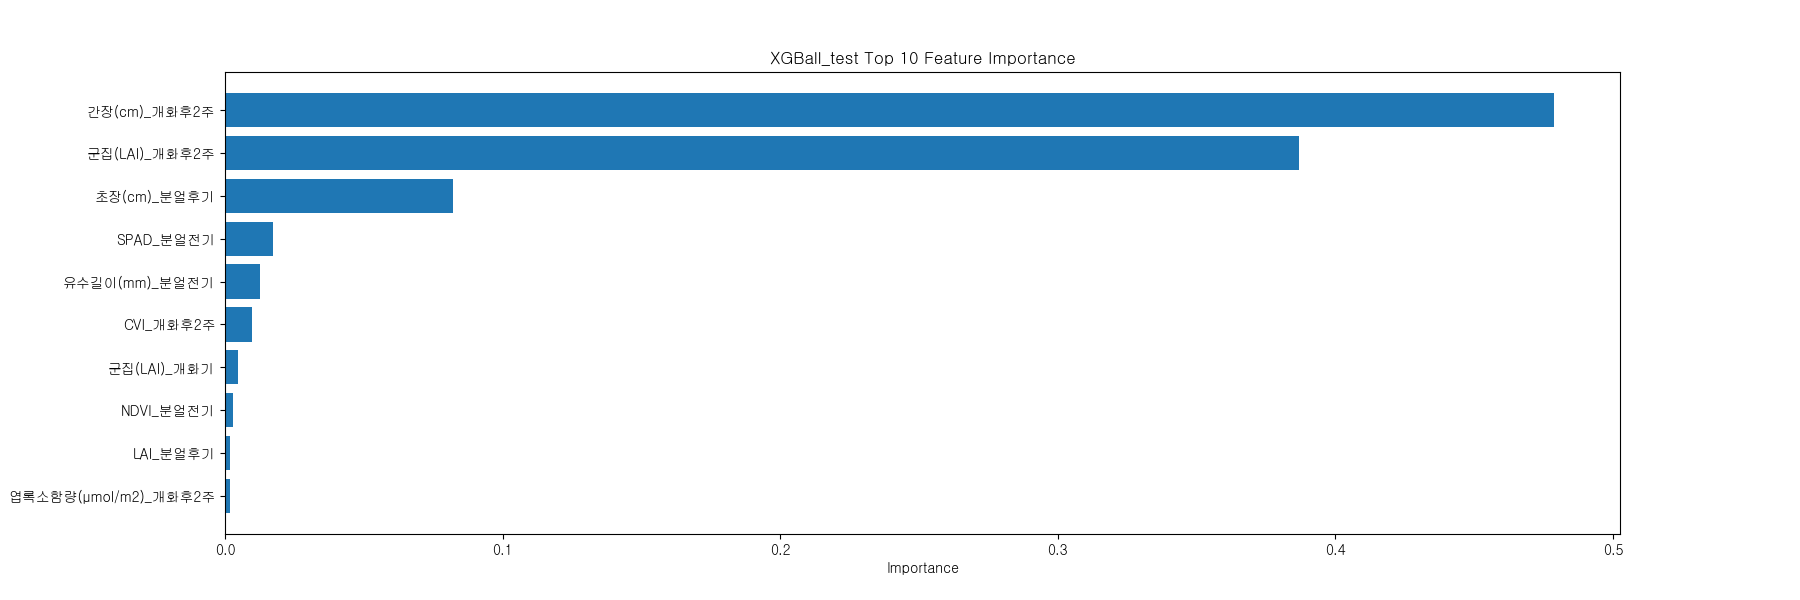 XGBall_test Top 10 Feature Importance
간장(cm)_개화후2주
군집(LAI)_개화후2주
초장(cm)_분얼후기
SPAD_분얼전기
유수길이(mm)_분얼전기
CVI_개화후2주
군집(LAI)_개화기
NDVI_분얼전기
LAI_분얼후기
엽록소함량(μmol/m2)_개화후2주
0.0 0.1 0.2 0.3 0.4 0.5
Importance